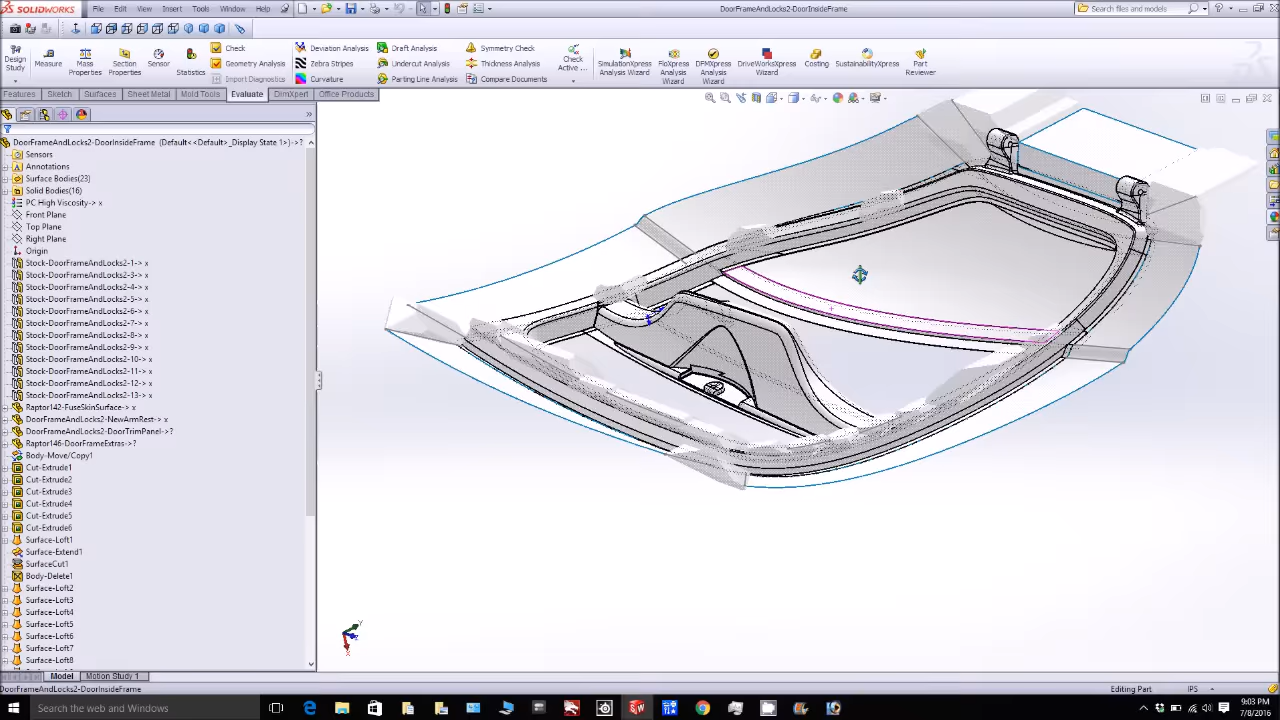 SOLIDWORKS
File Edit View Insert Tools Window Help
DoorFrameAndLocks2-DoorInsideFrame
Search files and models
Design Study
Measure
Mass Properties
Section Properties
Sensor
Statistics
Check
Geometry Analysis
Import Diagnostics
Deviation Analysis
Zebra Stripes
Curvature
Draft Analysis
Undercut Analysis
Parting Line Analysis
Symmetry Check
Thickness Analysis
Compare Documents
Check Active ...
SimulationXpress Analysis Wizard
FloXpress Analysis Wizard
DFMXpress Analysis Wizard
DriveWorksXpress Wizard
Costing
SustainabilityXpress
Part Reviewer
Features Sketch Surfaces Sheet Metal Mold Tools Evaluate DimXpert Office Products
DoorFrameAndLocks2-DoorInsideFrame (Default<<Default>_Display State 1>)->?
Sensors
Annotations
Surface Bodies(23)
Solid Bodies(16)
PC High Viscosity-> x
Front Plane
Top Plane
Right Plane
Origin
Stock-DoorFrameAndLocks2-1-> x
Stock-DoorFrameAndLocks2-3-> x
Stock-DoorFrameAndLocks2-4-> x
Stock-DoorFrameAndLocks2-5-> x
Stock-DoorFrameAndLocks2-6-> x
Stock-DoorFrameAndLocks2-7-> x
Stock-DoorFrameAndLocks2-8-> x
Stock-DoorFrameAndLocks2-9-> x
Stock-DoorFrameAndLocks2-10-> x
Stock-DoorFrameAndLocks2-11-> x
Stock-DoorFrameAndLocks2-12-> x
Stock-DoorFrameAndLocks2-13-> x
Raptor142-FuseSkinSurface-> x
DoorFrameAndLocks2-NewArmRest-> x
DoorFrameAndLocks2-DoorTrimPanel->?
Raptor146-DoorFrameExtras->?
Body-Move/Copy1
Cut-Extrude1
Cut-Extrude2
Cut-Extrude3
Cut-Extrude4
Cut-Extrude5
Cut-Extrude6
Surface-Loft1
Surface-Extend1
SurfaceCut1
Body-Delete1
Surface-Loft2
Surface-Loft3
Surface-Loft4
Surface-Loft5
Surface-Loft6
Surface-Loft7
Surface-Loft8
Model Motion Study 1
DoorFrameAndLocks2-DoorInsideFrame
Editing Part IPS
Search the web and Windows
9:03 PM
7/8/2016